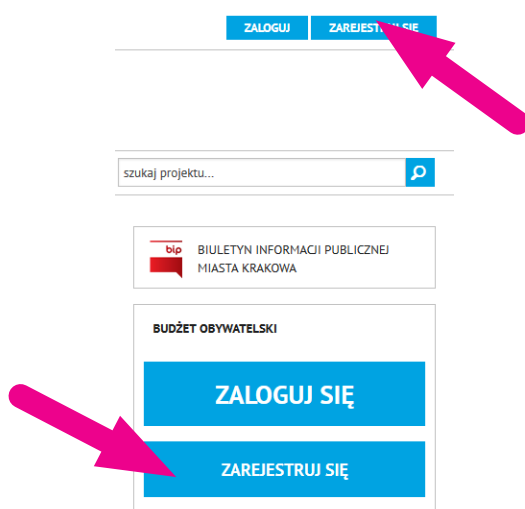 ZALOGUJ ZAREJESTRUJ SIĘ
szukaj projektu...
bip BIULETYN INFORMACJI PUBLICZNEJ
MIASTA KRAKOWA
BUDŻET OBYWATELSKI
ZALOGUJ SIĘ
ZAREJESTRUJ SIĘ